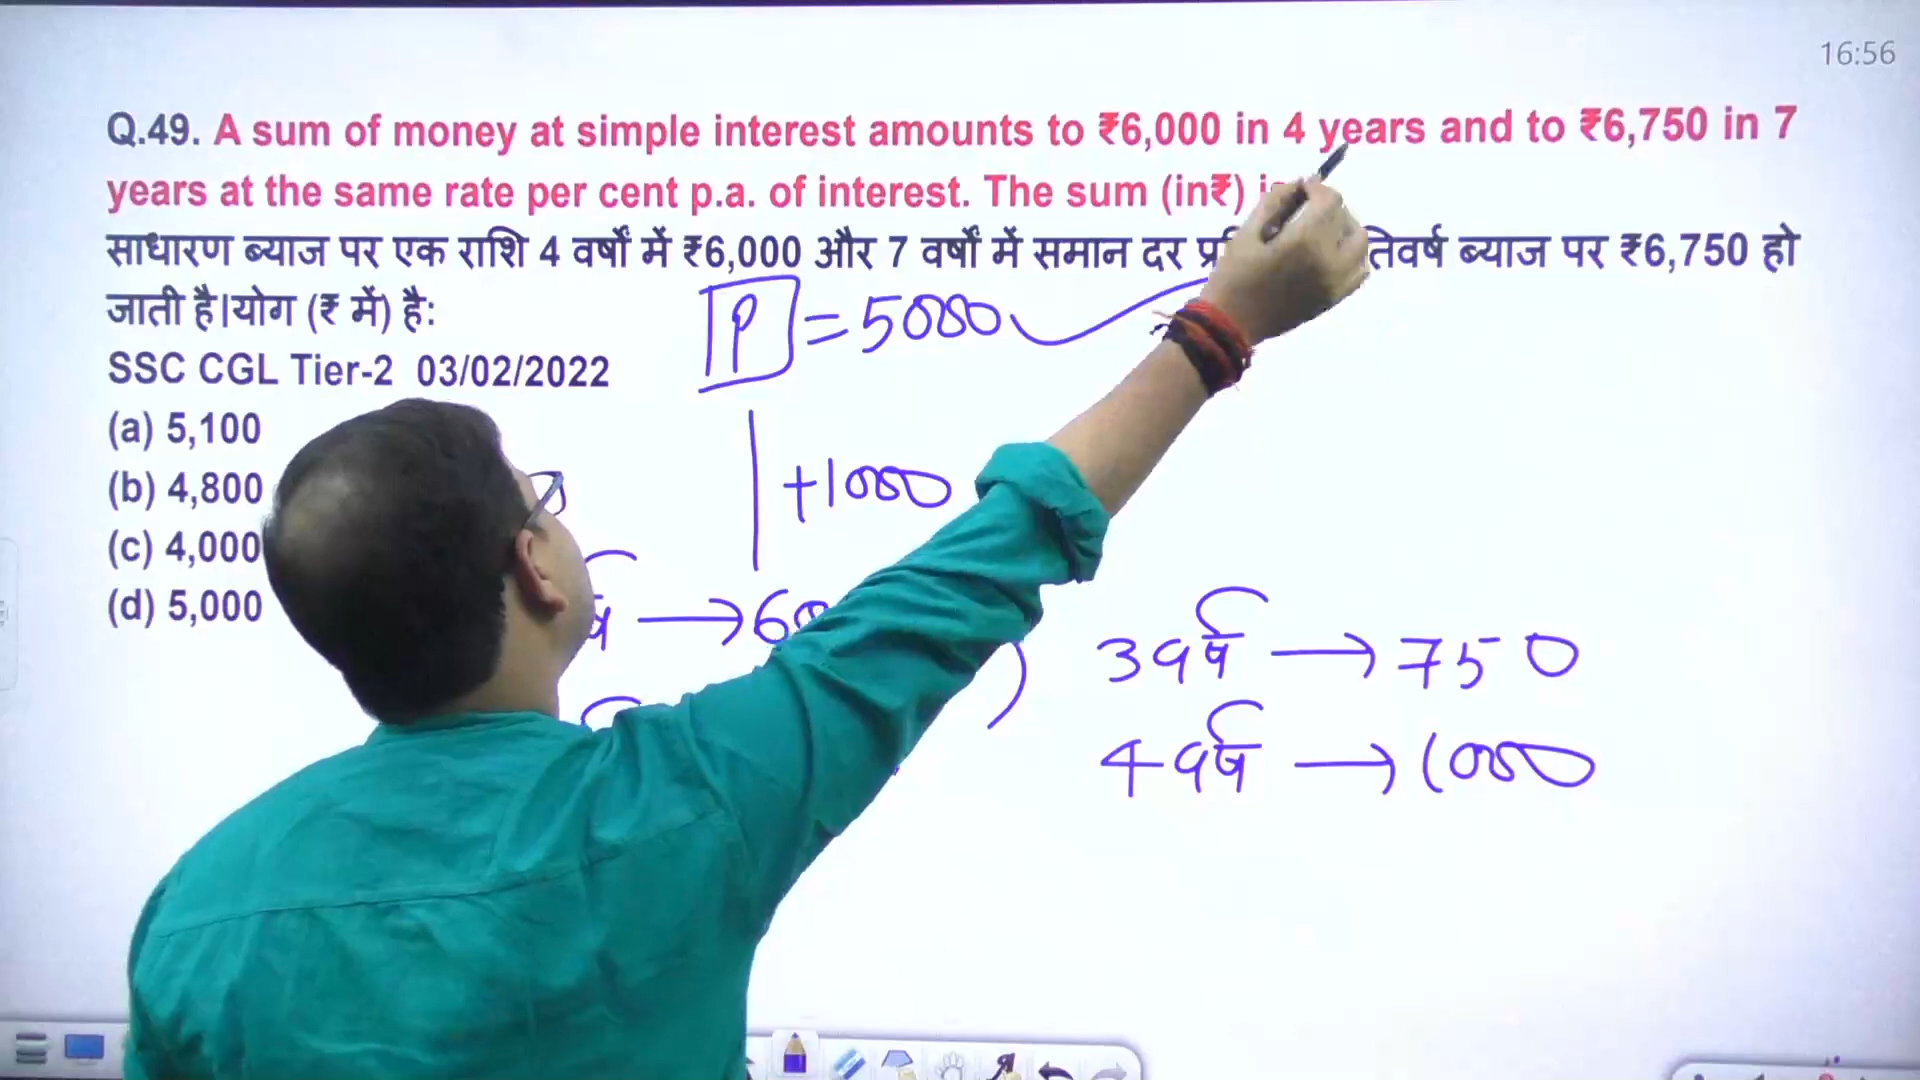 16:56
Q.49. A sum of money at simple interest amounts to ₹6,000 in 4 years and to ₹6,750 in 7
years at the same rate per cent p.a. of interest. The sum (in₹)
साधारण ब्याज पर एक राशि 4 वर्षों में ₹6,000 और 7 वर्षों में समान दर ब्याज पर ₹6,750 हो
जाती है|योग (₹ में) है:
P = 5000
SSC CGL Tier-2 03/02/2022
(a) 5,100
(b) 4,800
+1000
(c) 4,000
(d) 5,000
3 वर्ष → 750
4 वर्ष → 1000